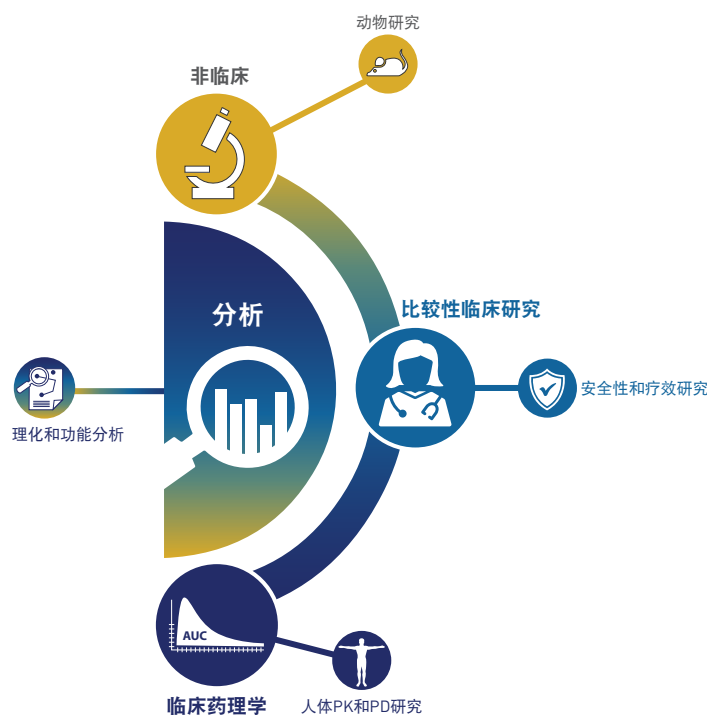 动物研究
非临床
分析
比较性临床研究
安全性和疗效研究
理化和功能分析
AUC
临床药理学
人体PK和PD研究